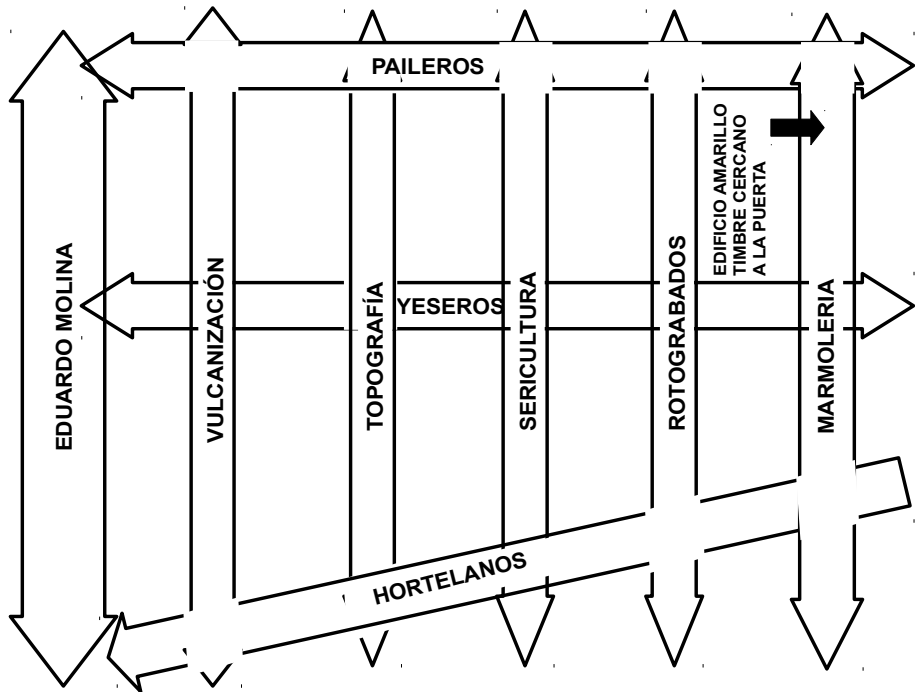 PAILEROS
EDIFICIO AMARILLO
TIMBRE CERCANO
A LA PUERTA
EDUARDO MOLINA
VULCANIZACIÓN
TOPOGRAFÍA
YESEROS
SERICULTURA
ROTOGRABADOS
MARMOLERIA
HORTELANOS